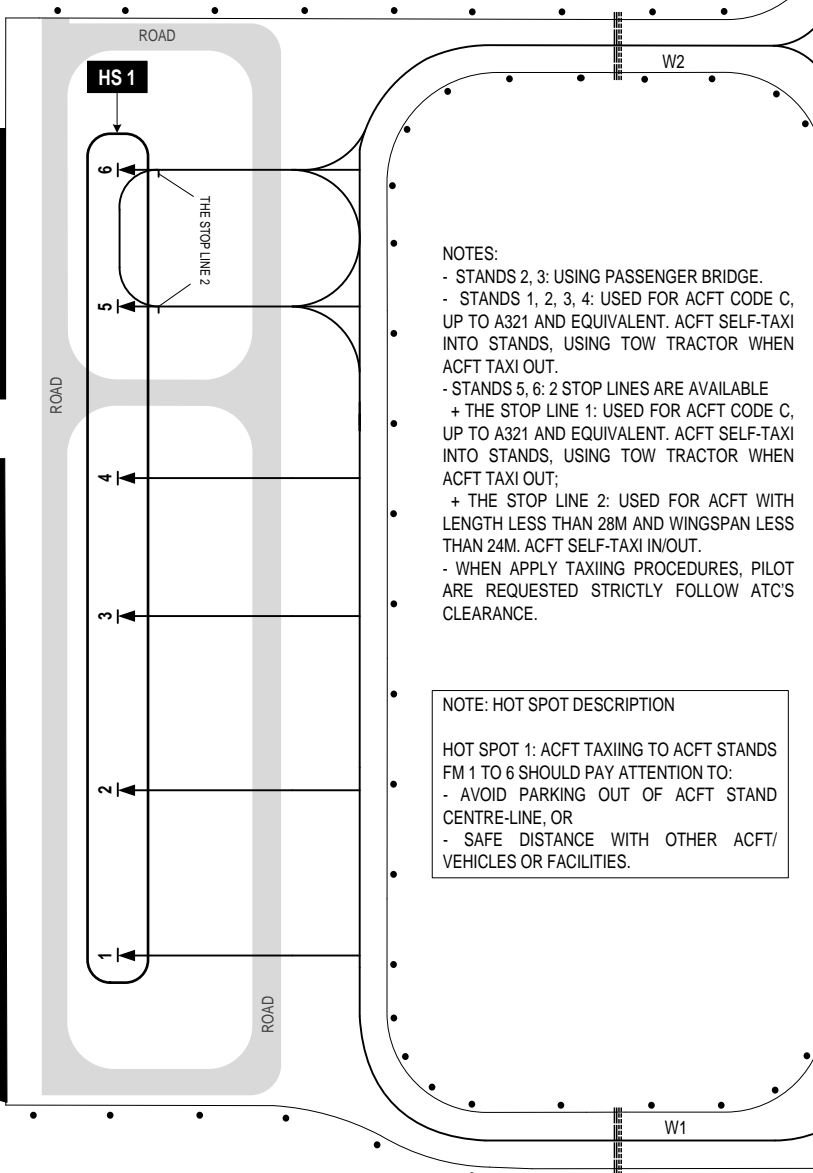 ROAD
HS 1
W2
6
THE STOP LINE 2
5
ROAD
4
3
2
1
ROAD
W1
NOTES:
- STANDS 2, 3: USING PASSENGER BRIDGE.
- STANDS 1, 2, 3, 4: USED FOR ACFT CODE C,
UP TO A321 AND EQUIVALENT. ACFT SELF-TAXI
INTO STANDS, USING TOW TRACTOR WHEN
ACFT TAXI OUT.
- STANDS 5, 6: 2 STOP LINES ARE AVAILABLE
+ THE STOP LINE 1: USED FOR ACFT CODE C,
UP TO A321 AND EQUIVALENT. ACFT SELF-TAXI
INTO STANDS, USING TOW TRACTOR WHEN
ACFT TAXI OUT;
+ THE STOP LINE 2: USED FOR ACFT WITH
LENGTH LESS THAN 28M AND WINGSPAN LESS
THAN 24M. ACFT SELF-TAXI IN/OUT.
- WHEN APPLY TAXIING PROCEDURES, PILOT
ARE REQUESTED STRICTLY FOLLOW ATC'S
CLEARANCE.
NOTE: HOT SPOT DESCRIPTION
HOT SPOT 1: ACFT TAXIING TO ACFT STANDS
FM 1 TO 6 SHOULD PAY ATTENTION TO:
- AVOID PARKING OUT OF ACFT STAND
CENTRE-LINE, OR
- SAFE DISTANCE WITH OTHER ACFT/
VEHICLES OR FACILITIES.